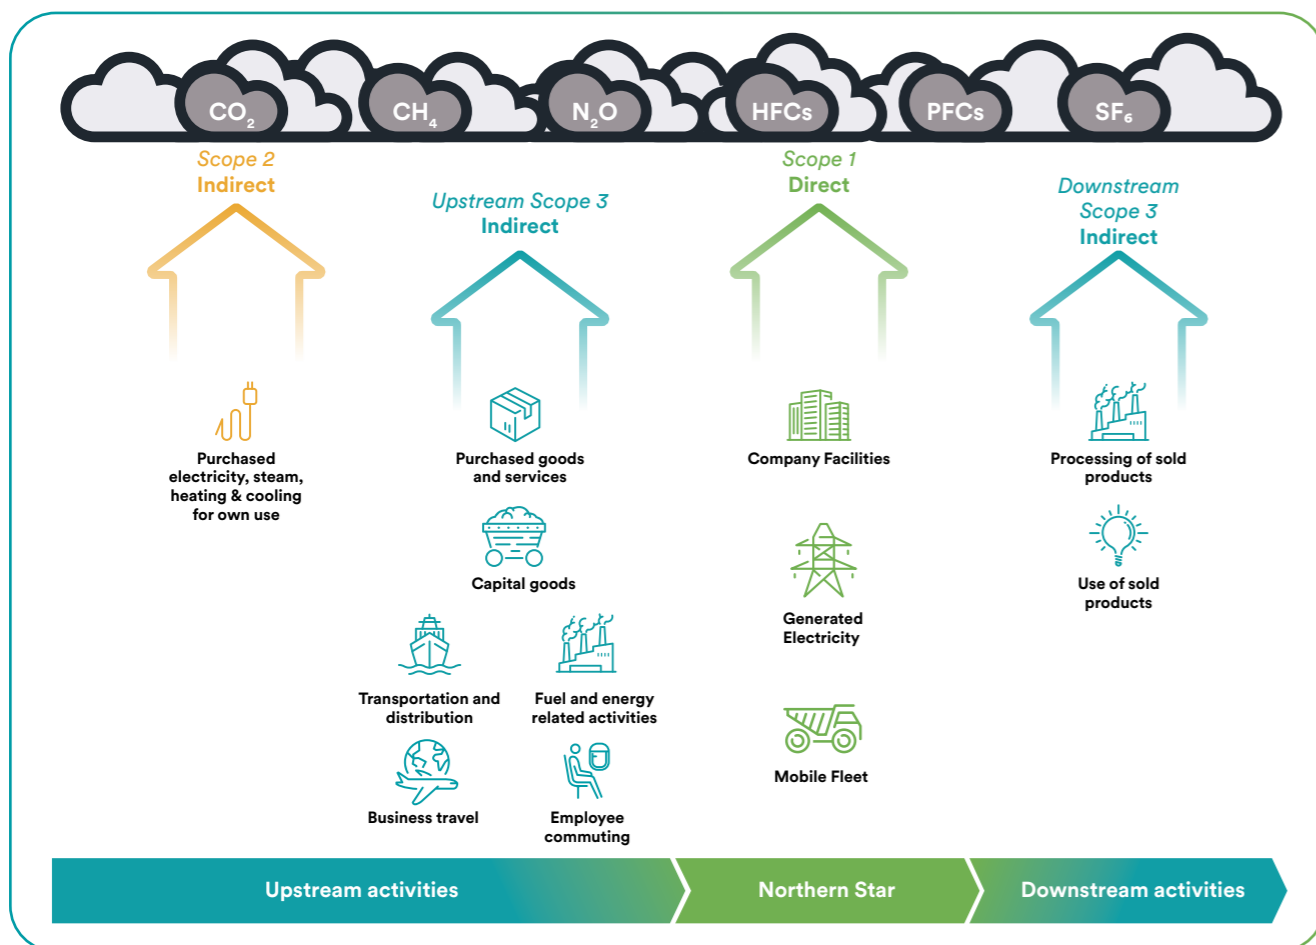 CO₂
CH₄
N₂O
HFCs
PFCs
SF₆
Scope 2
Indirect
Purchased
electricity, steam,
heating & cooling
for own use
Upstream Scope 3
Indirect
Purchased goods
and services
Capital goods
Transportation and
distribution
Fuel and energy
related activities
Business travel
Employee
commuting
Scope 1
Direct
Company Facilities
Generated
Electricity
Mobile Fleet
Downstream
Scope 3
Indirect
Processing of sold
products
Use of sold
products
Upstream activities
Northern Star
Downstream activities